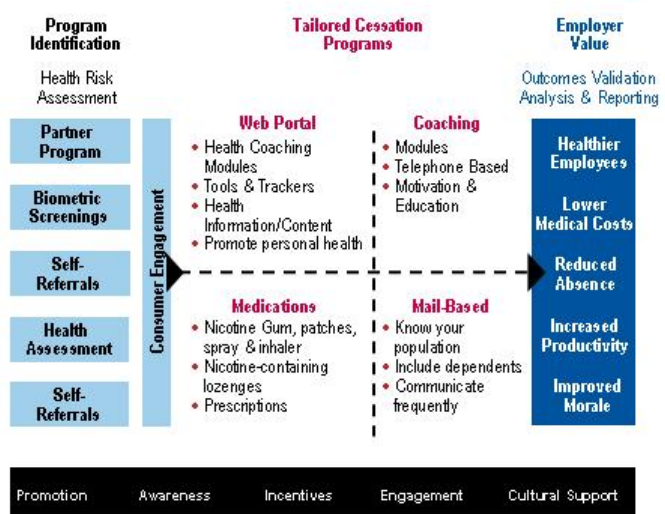 Program
Identification
Health Risk
Assessment
Partner
Program
Biometric
Screenings
Self-
Referrals
Health
Assessment
Self-
Referrals
Consumer Engagement
Tailored Cessation
Programs
Web Portal
• Health Coaching
Modules
• Tools & Trackers
• Health
Information/Content
• Promote personal health
Coaching
• Modules
• Telephone Based
• Motivation &
Education
Medications
• Nicotine Gum, patches,
spray & inhaler
• Nicotine-containing
lozenges
• Prescriptions
Mail-Based
• Know your
population
• Include dependents
• Communicate
frequently
Employer
Value
Outcomes Validation
Analysis & Reporting
Healthier
Employees
Lower
Medical Costs
Reduced
Absence
Increased
Productivity
Improved
Morale
Promotion Awareness Incentives Engagement Cultural Support